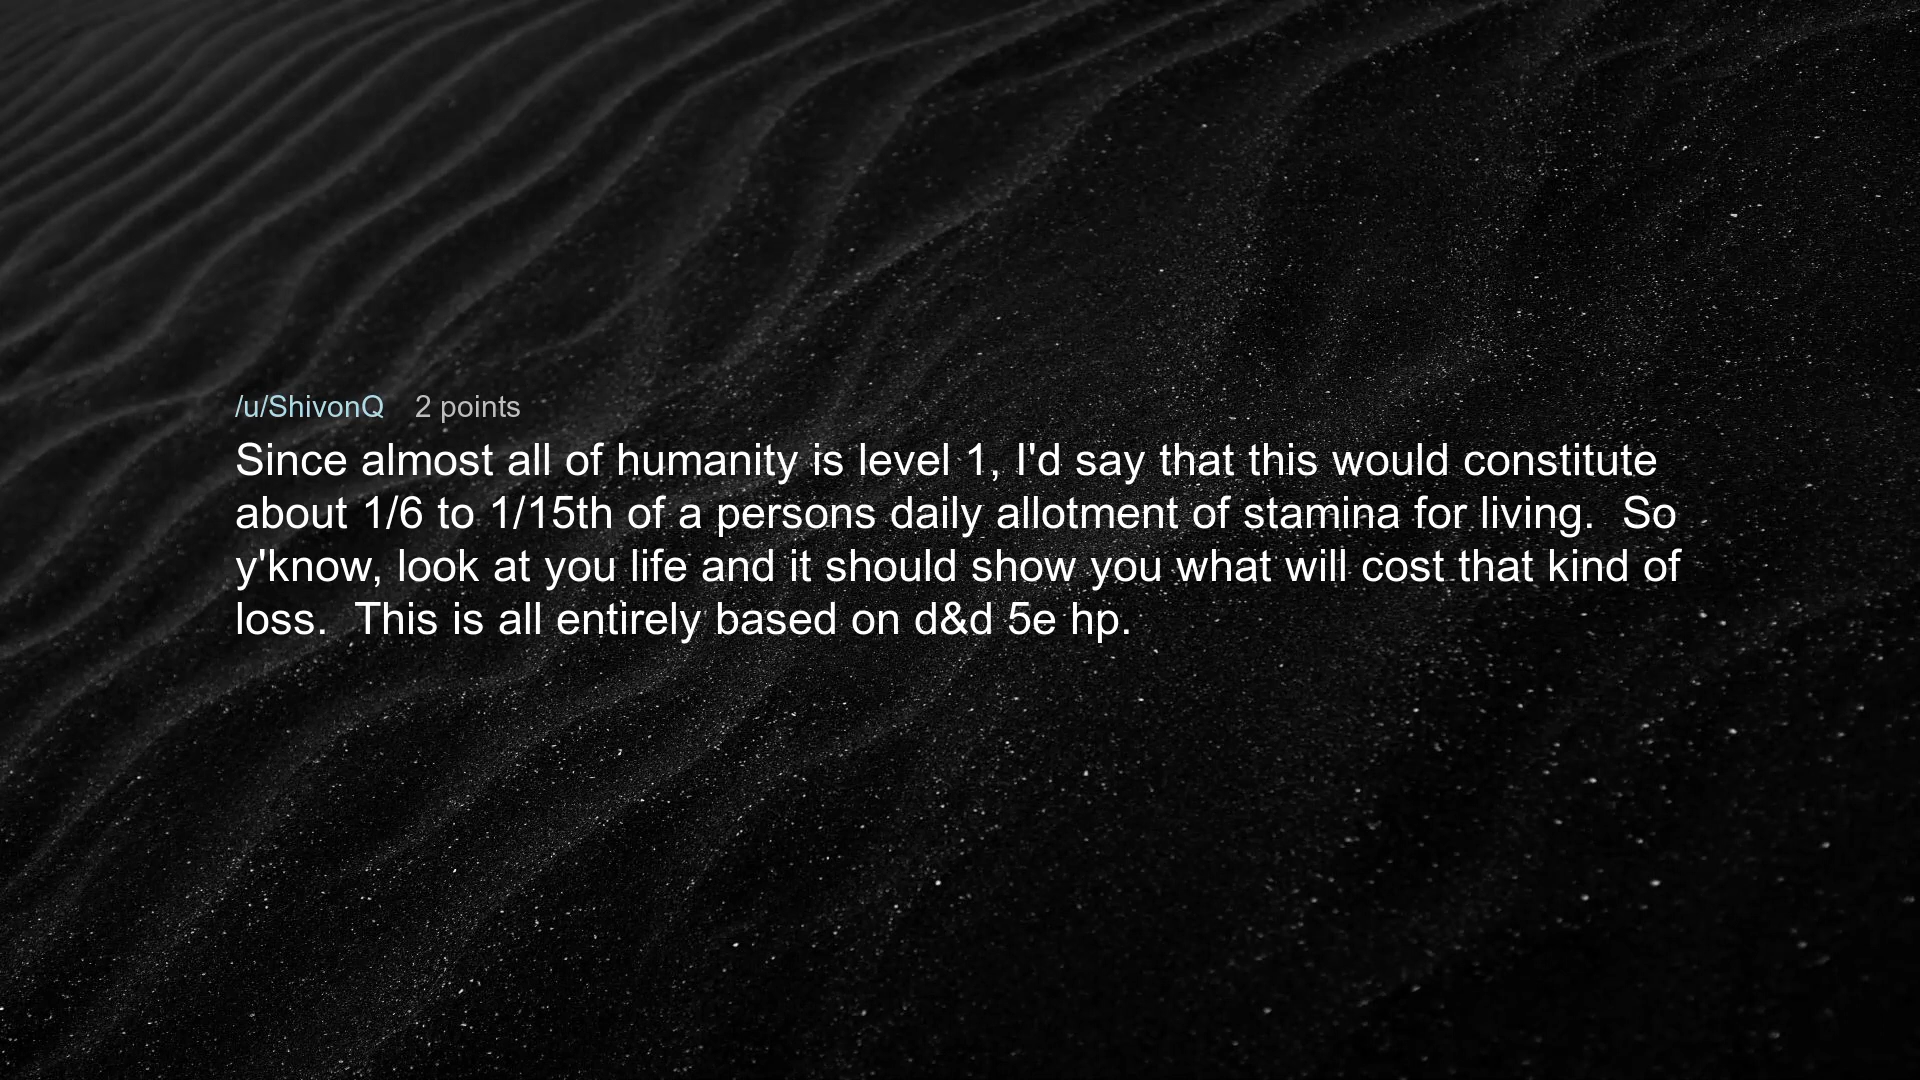 /u/ShivonQ 2 points
Since almost all of humanity is level 1, I'd say that this would constitute
about 1/6 to 1/15th of a persons daily allotment of stamina for living.  So
y'know, look at you life and it should show you what will cost that kind of
loss.  This is all entirely based on d&d 5e hp.